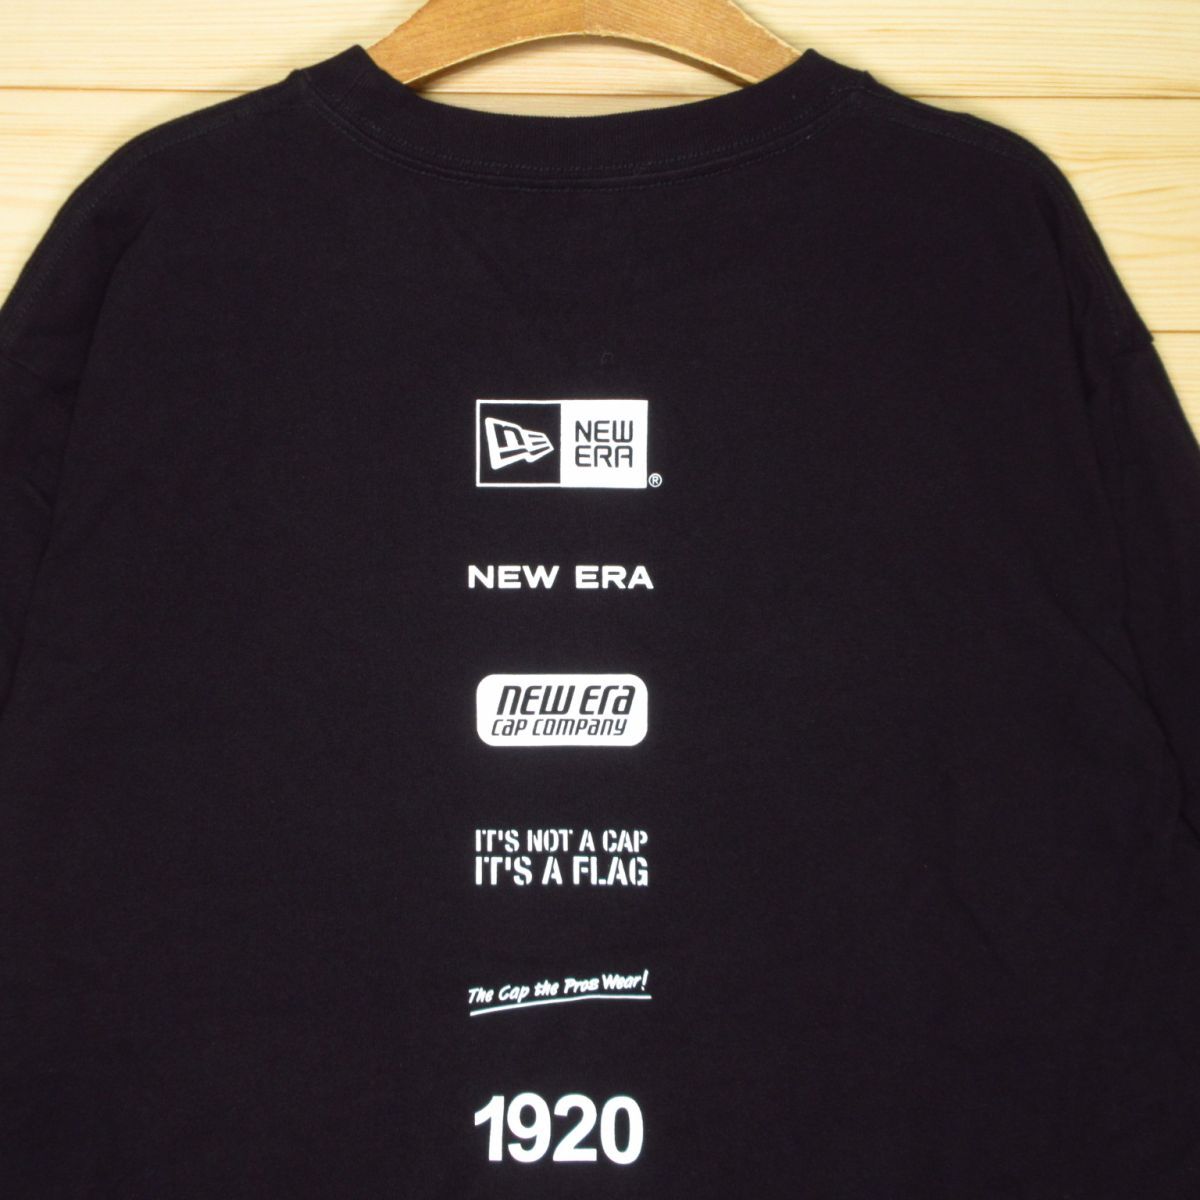 NEW
ERA
®
NEW ERA
new era
cap company
IT'S NOT A CAP
IT'S A FLAG
The Cap the Pros Wear!
1920